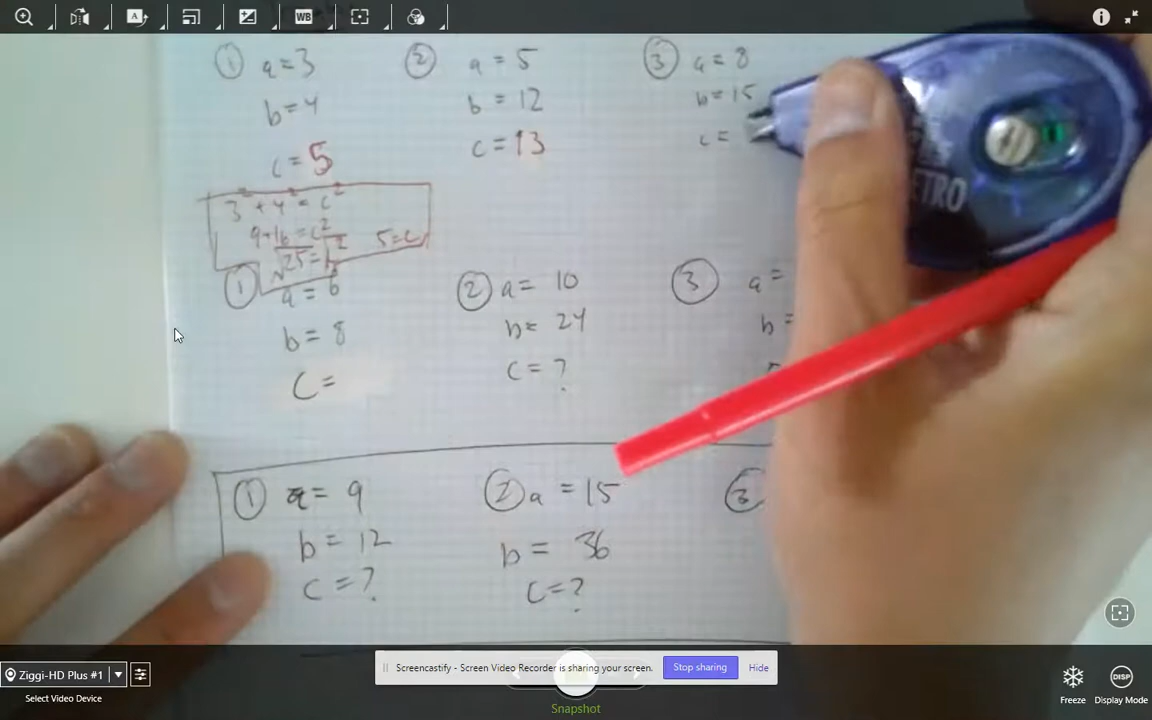 WB
① a=3
② a = 5
③ a = 8
b=4
b = 12
b=15
c = 5
c = 13
c =
3² + 4² = c²
9+16 = c²
5=c
√25 =
① a = 6
② a = 10
③ a =
b = 8
b = 24
b =
C =
c = ?
ETRO
① a = 9
② a = 15
③
b = 12
b = 36
c = ?
c = ?
Ziggi-HD Plus #1
Select Video Device
Screencastify - Screen Video Recorder is sharing your screen.
Stop sharing
Hide
Snapshot
Freeze
DISP
Display Mode